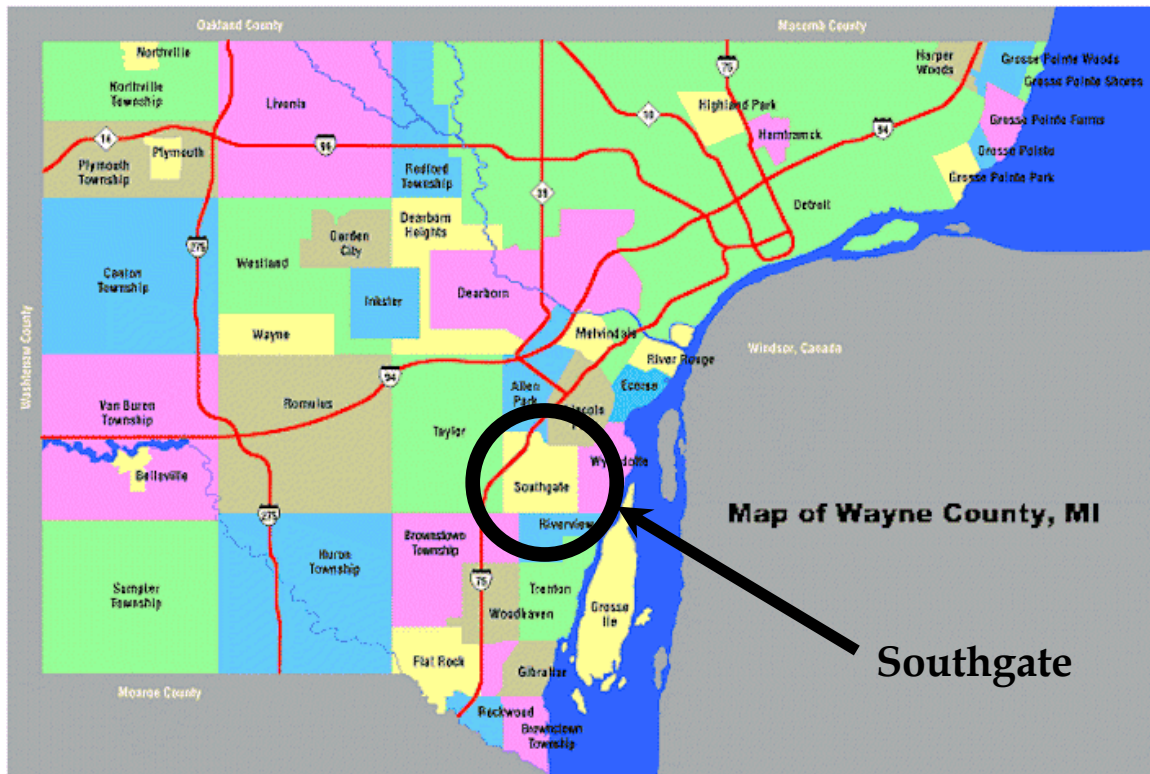 Oakland County
Macomb County
Northville
Northville
Township
Livonia
14
96
Plymouth
Plymouth
Township
Redford
Township
75
10
Highland Park
Hamtramck
94
Harper
Woods
Grosse Pointe Woods
Grosse Pointe Shores
Grosse Pointe Farms
Grosse Pointe
Grosse Pointe Park
39
Detroit
Dearborn
Heights
Garden
City
Westland
275
Canton
Township
Inkster
Dearborn
Wayne
Melvindale
River Rouge
Windsor, Canada
Washtenaw County
94
Allen
Park
Ecorse
Romulus
Van Buren
Township
Taylor
Belleville
Southgate
Map of Wayne County, MI
275
Riverview
Brownstown
Township
Huron
Township
75
Trenton
Sumpter
Township
Woodhaven
Grosse
Ile
Southgate
Flat Rock
Gibraltar
Monroe County
Rockwood
Brownstown
Township